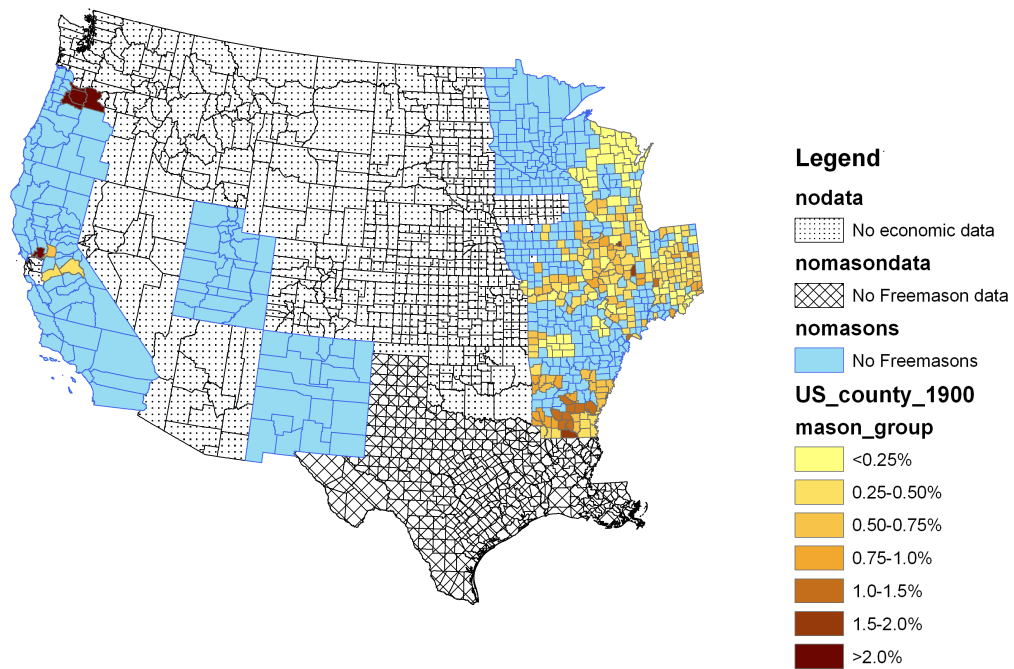 Legend
nodata
No economic data
nomasondata
No Freemason data
nomasons
No Freemasons
US_county_1900
mason_group
<0.25%
0.25-0.50%
0.50-0.75%
0.75-1.0%
1.0-1.5%
1.5-2.0%
>2.0%